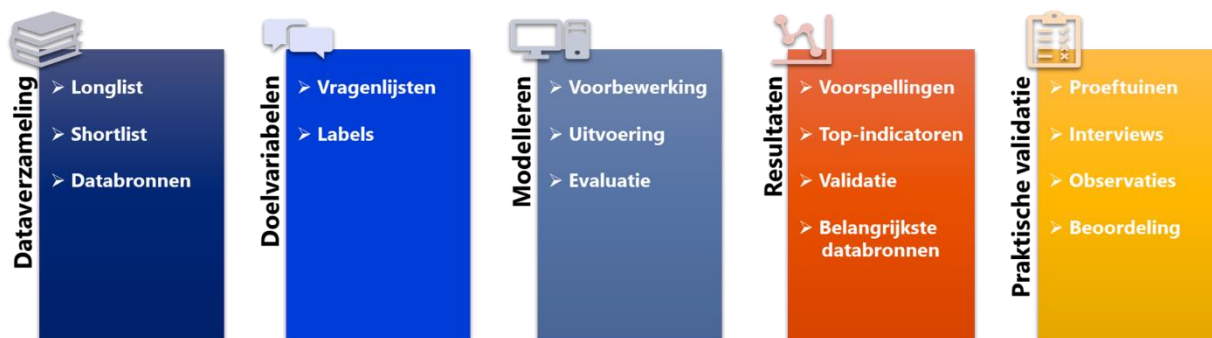 Dataverzameling
➢ Longlist
➢ Shortlist
➢ Databronnen
Doelvariabelen
➢ Vragenlijsten
➢ Labels
Modelleren
➢ Voorbewerking
➢ Uitvoering
➢ Evaluatie
Resultaten
➢ Voorspellingen
➢ Top-indicatoren
➢ Validatie
➢ Belangrijkste
databronnen
Praktische validatie
➢ Proeftuinen
➢ Interviews
➢ Observaties
➢ Beoordeling